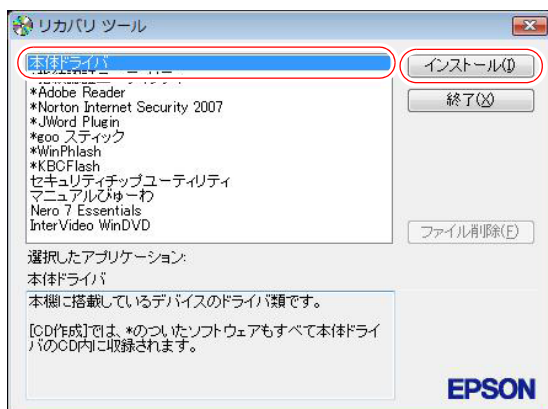 リカバリ ツール
本体ドライバ
*Adobe Reader
*Norton Internet Security 2007
*JWord Plugin
*goo スティック
*WinPhlash
*KBCFlash
セキュリティチップユーティリティ
マニュアルびゅーわ
Nero 7 Essentials
InterVideo WinDVD
インストール(I)
終了(X)
ファイル削除(F)
選択したアプリケーション:
本体ドライバ
本機に搭載しているデバイスのドライバ類です。
[CD作成]では、*のついたソフトウェアもすべて本体ドライ
バのCD内に収録されます。
EPSON